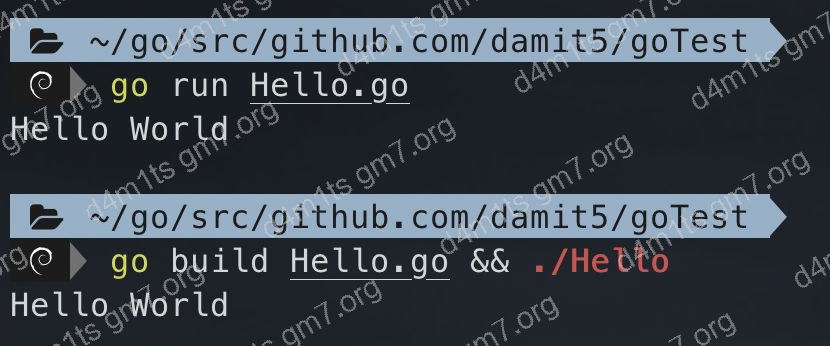 ~/go/src/github.com/damit5/goTest
go run Hello.go
Hello World
~/go/src/github.com/damit5/goTest
go build Hello.go && ./Hello
Hello World
d4m1ts gm7.org